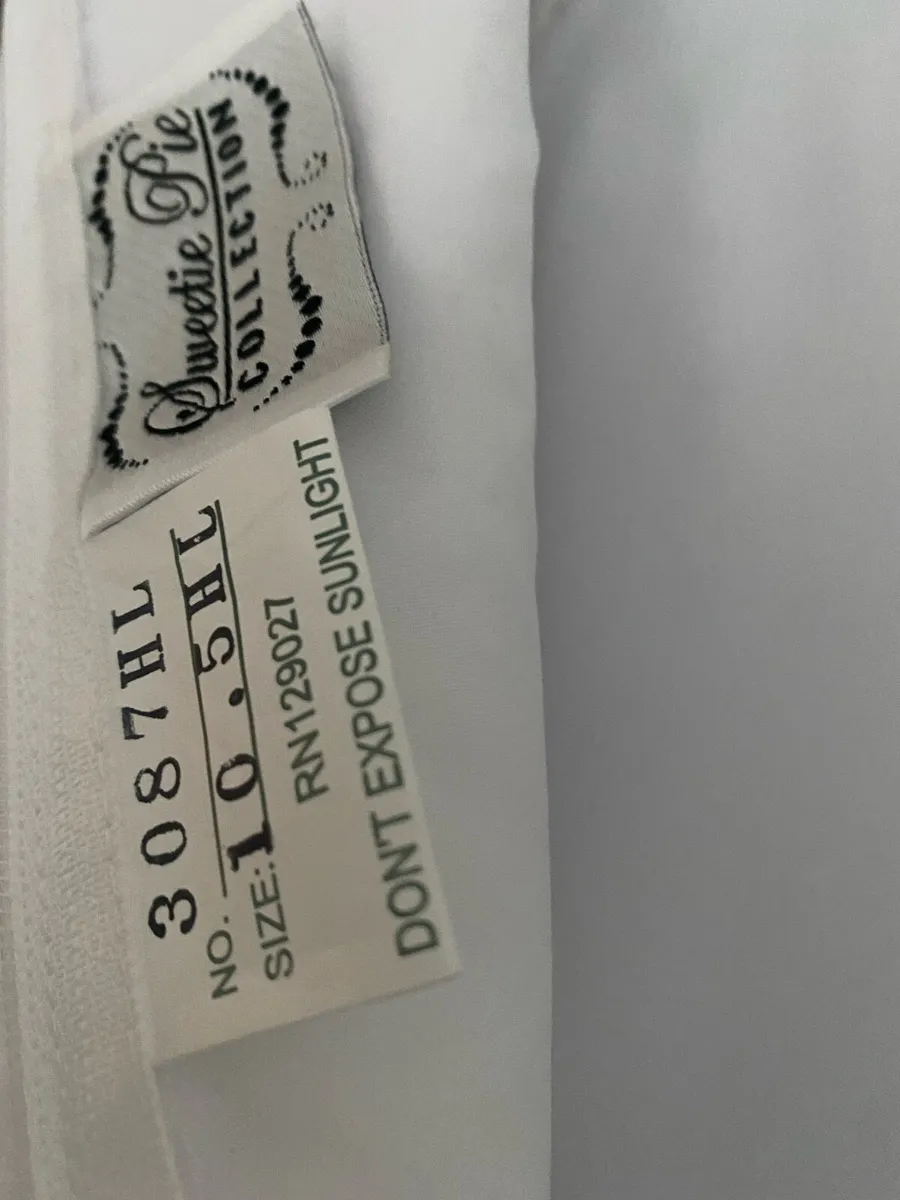 Sweetie Pie
COLLECTION
3087HL
NO.
SIZE: 10.5HL
RN129027
DON'T EXPOSE SUNLIGHT